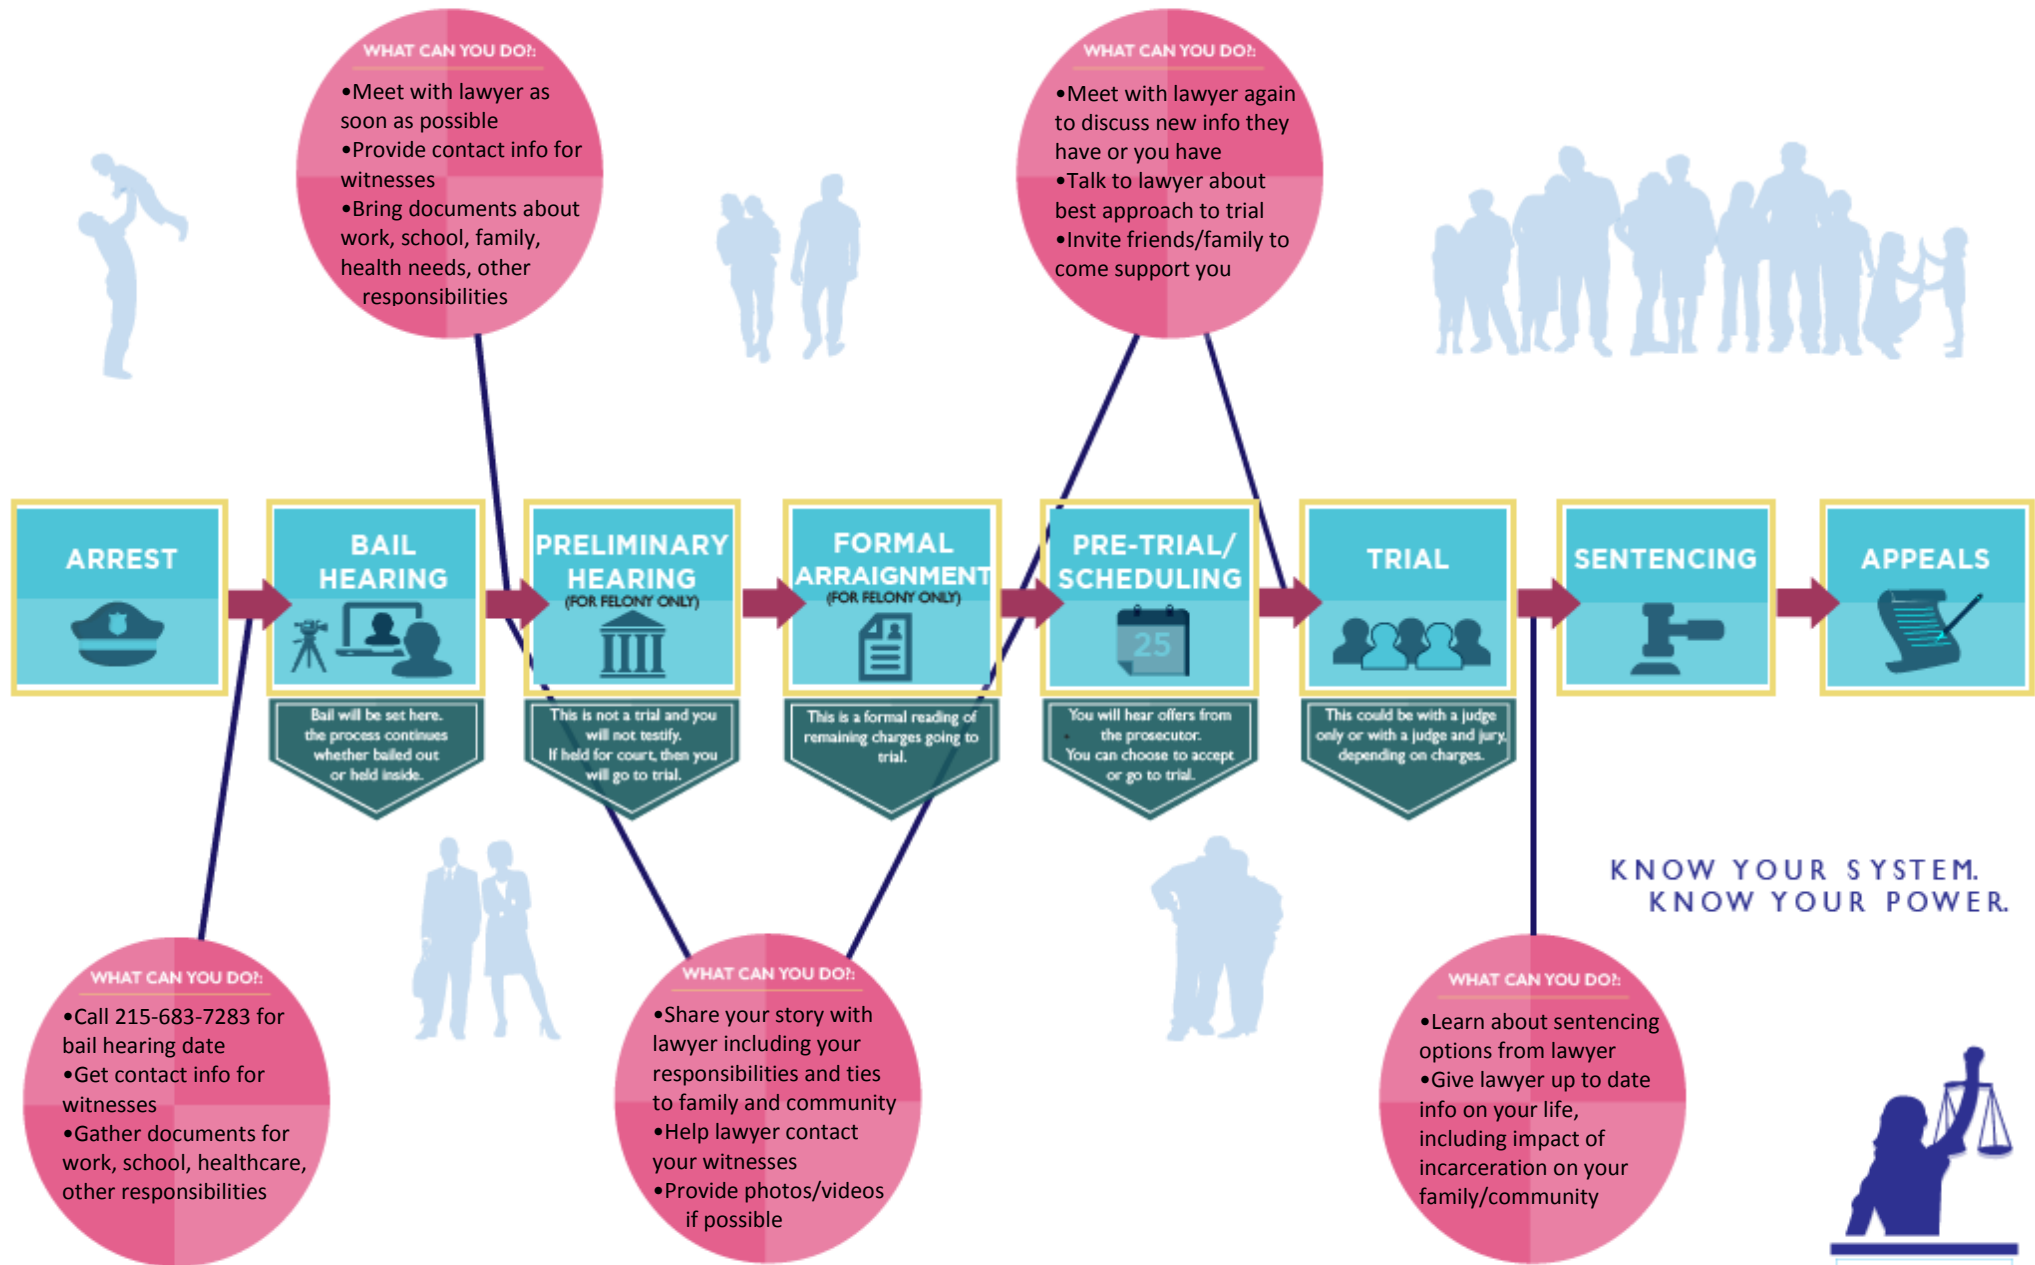 WHAT CAN YOU DO?:
•Meet with lawyer as
soon as possible
•Provide contact info for
witnesses
•Bring documents about
work, school, family,
health needs, other
responsibilities
WHAT CAN YOU DO?:
•Meet with lawyer again
to discuss new info they
have or you have
•Talk to lawyer about
best approach to trial
•Invite friends/family to
come support you
ARREST
BAIL
HEARING
Bail will be set here.
the process continues
whether bailed out
or held inside.
PRELIMINARY
HEARING
(FOR FELONY ONLY)
This is not a trial and you
will not testify.
If held for court, then you
will go to trial.
FORMAL
ARRAIGNMENT
(FOR FELONY ONLY)
This is a formal reading of
remaining charges going to
trial.
PRE-TRIAL/
SCHEDULING
25
You will hear offers from
the prosecutor.
You can choose to accept
or go to trial.
TRIAL
This could be with a judge
only or with a judge and jury,
depending on charges.
SENTENCING
APPEALS
KNOW YOUR SYSTEM.
KNOW YOUR POWER.
WHAT CAN YOU DO?:
•Call 215-683-7283 for
bail hearing date
•Get contact info for
witnesses
•Gather documents for
work, school, healthcare,
other responsibilities
WHAT CAN YOU DO?:
•Share your story with
lawyer including your
responsibilities and ties
to family and community
•Help lawyer contact
your witnesses
•Provide photos/videos
if possible
WHAT CAN YOU DO?:
•Learn about sentencing
options from lawyer
•Give lawyer up to date
info on your life,
including impact of
incarceration on your
family/community